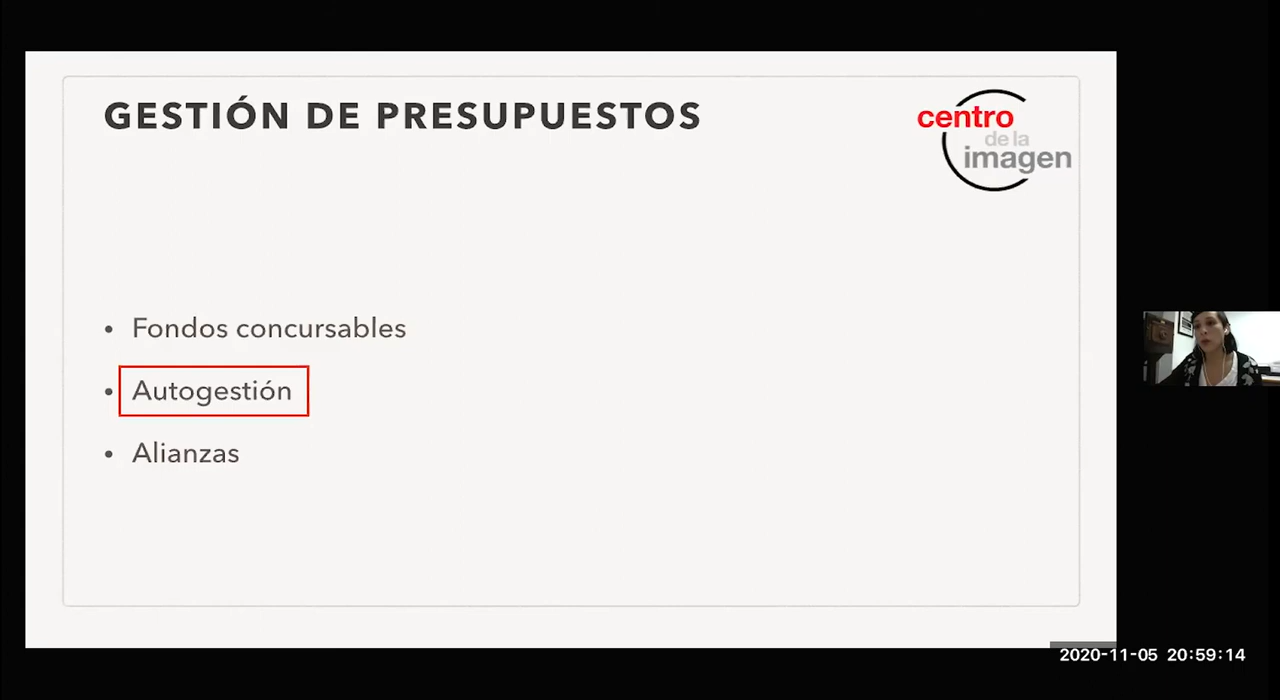 GESTIÓN DE PRESUPUESTOS
centro
de la
imagen
• Fondos concursables
• Autogestión
• Alianzas
2020-11-05 20:59:14